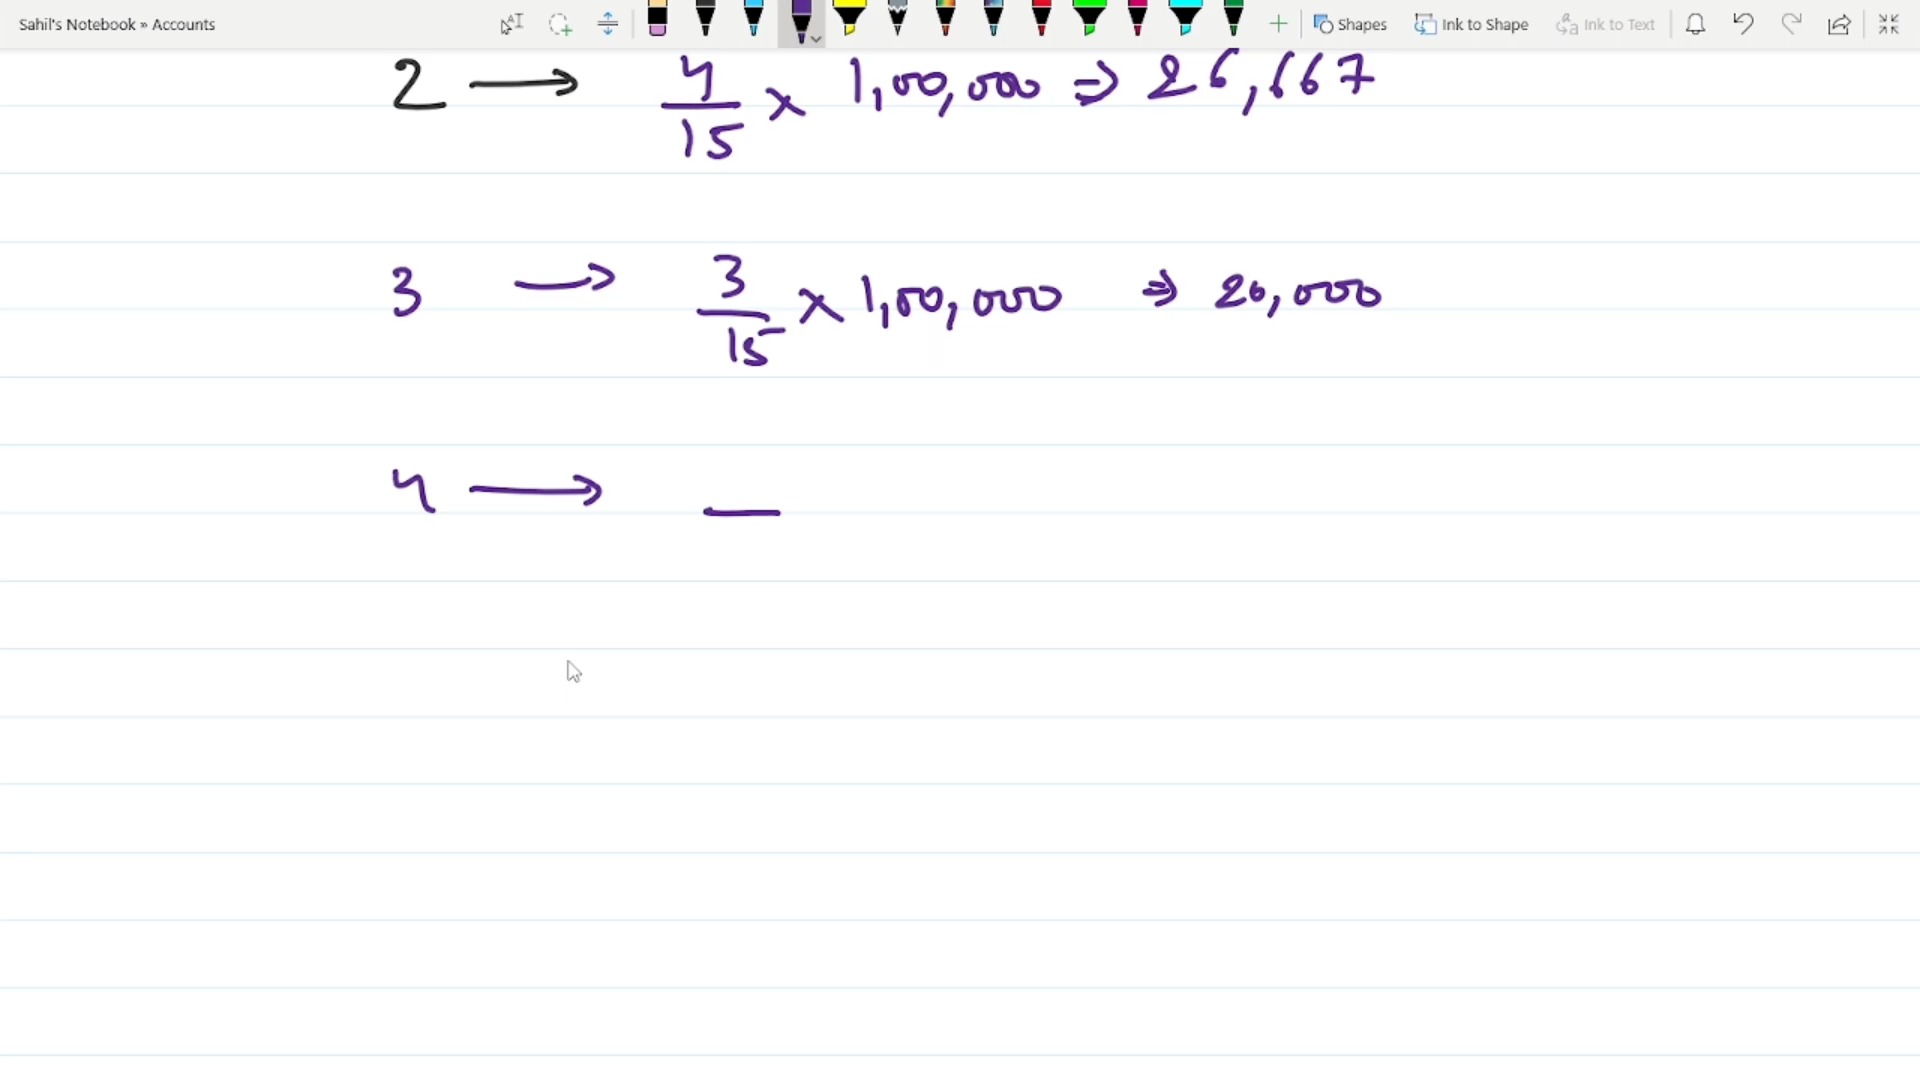 Sahil's Notebook » Accounts Shapes Ink to Shape Ink to Text
2 → 4/15 × 1,00,000 ⇒ 26,667
3 → 3/15 × 1,00,000 ⇒ 20,000
4 → —